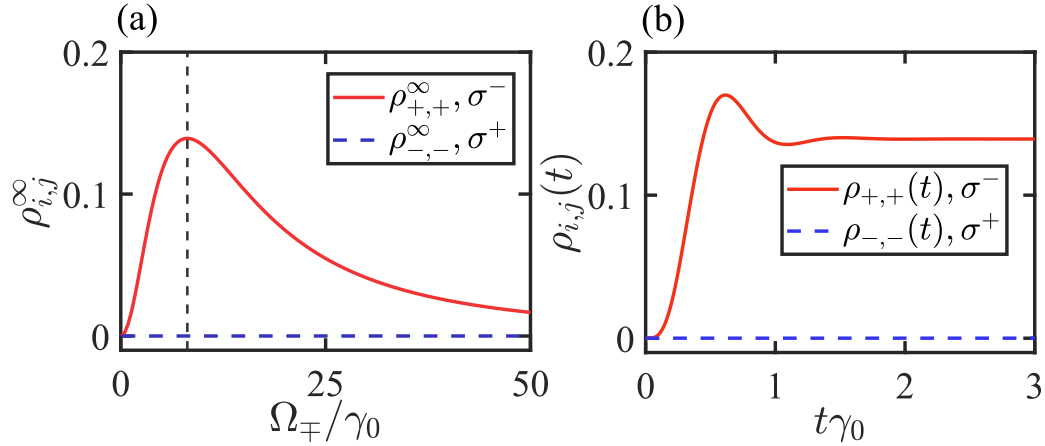 (a)
0.2
0.1
0
ρ^∞_{i,j}
ρ^∞_{+,+}, σ^−
ρ^∞_{−,−}, σ^+
0
25
50
Ω_∓/γ_0
(b)
0.2
0.1
0
ρ_{i,j}(t)
ρ_{+,+}(t), σ^−
ρ_{−,−}(t), σ^+
0
1
2
3
tγ_0